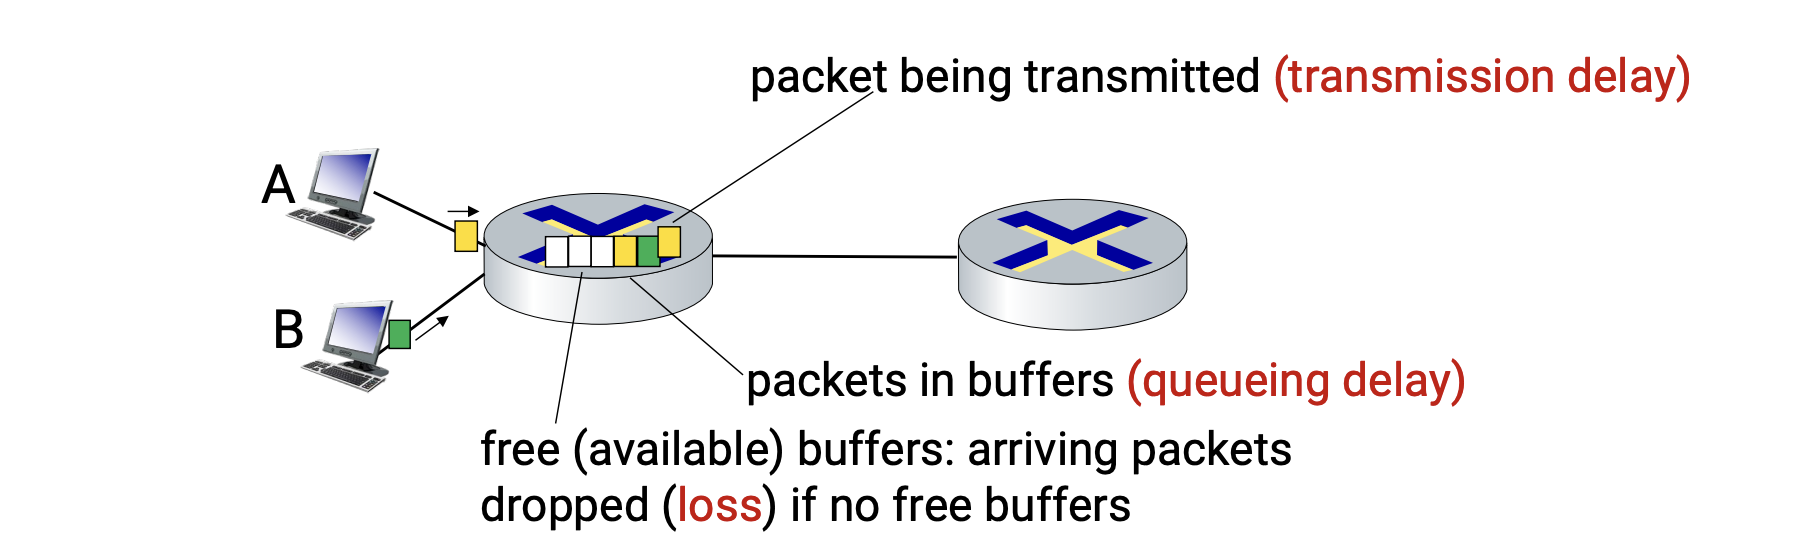 packet being transmitted (transmission delay)
A
B
packets in buffers (queueing delay)
free (available) buffers: arriving packets
dropped (loss) if no free buffers